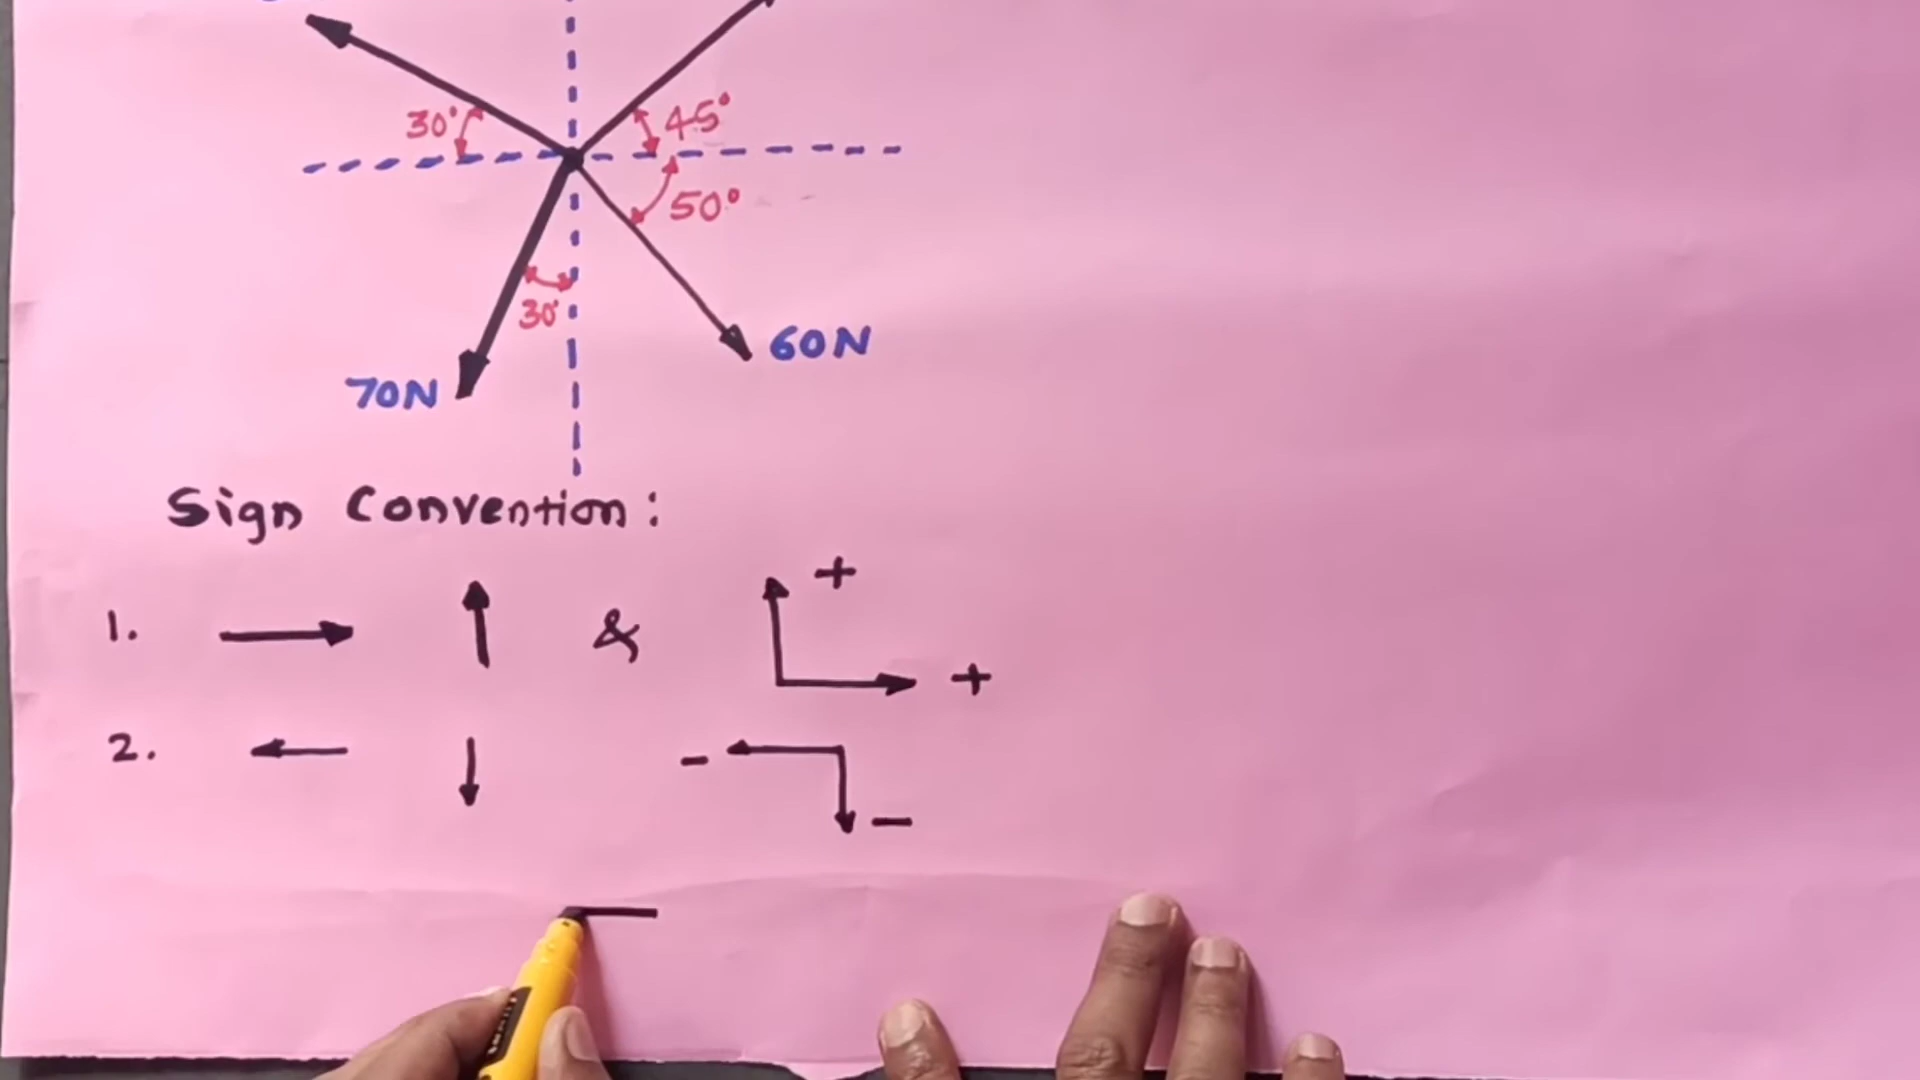 30° 45°
50°
30°
60N
70N
Sign Convention:
1. & + +
2. - -